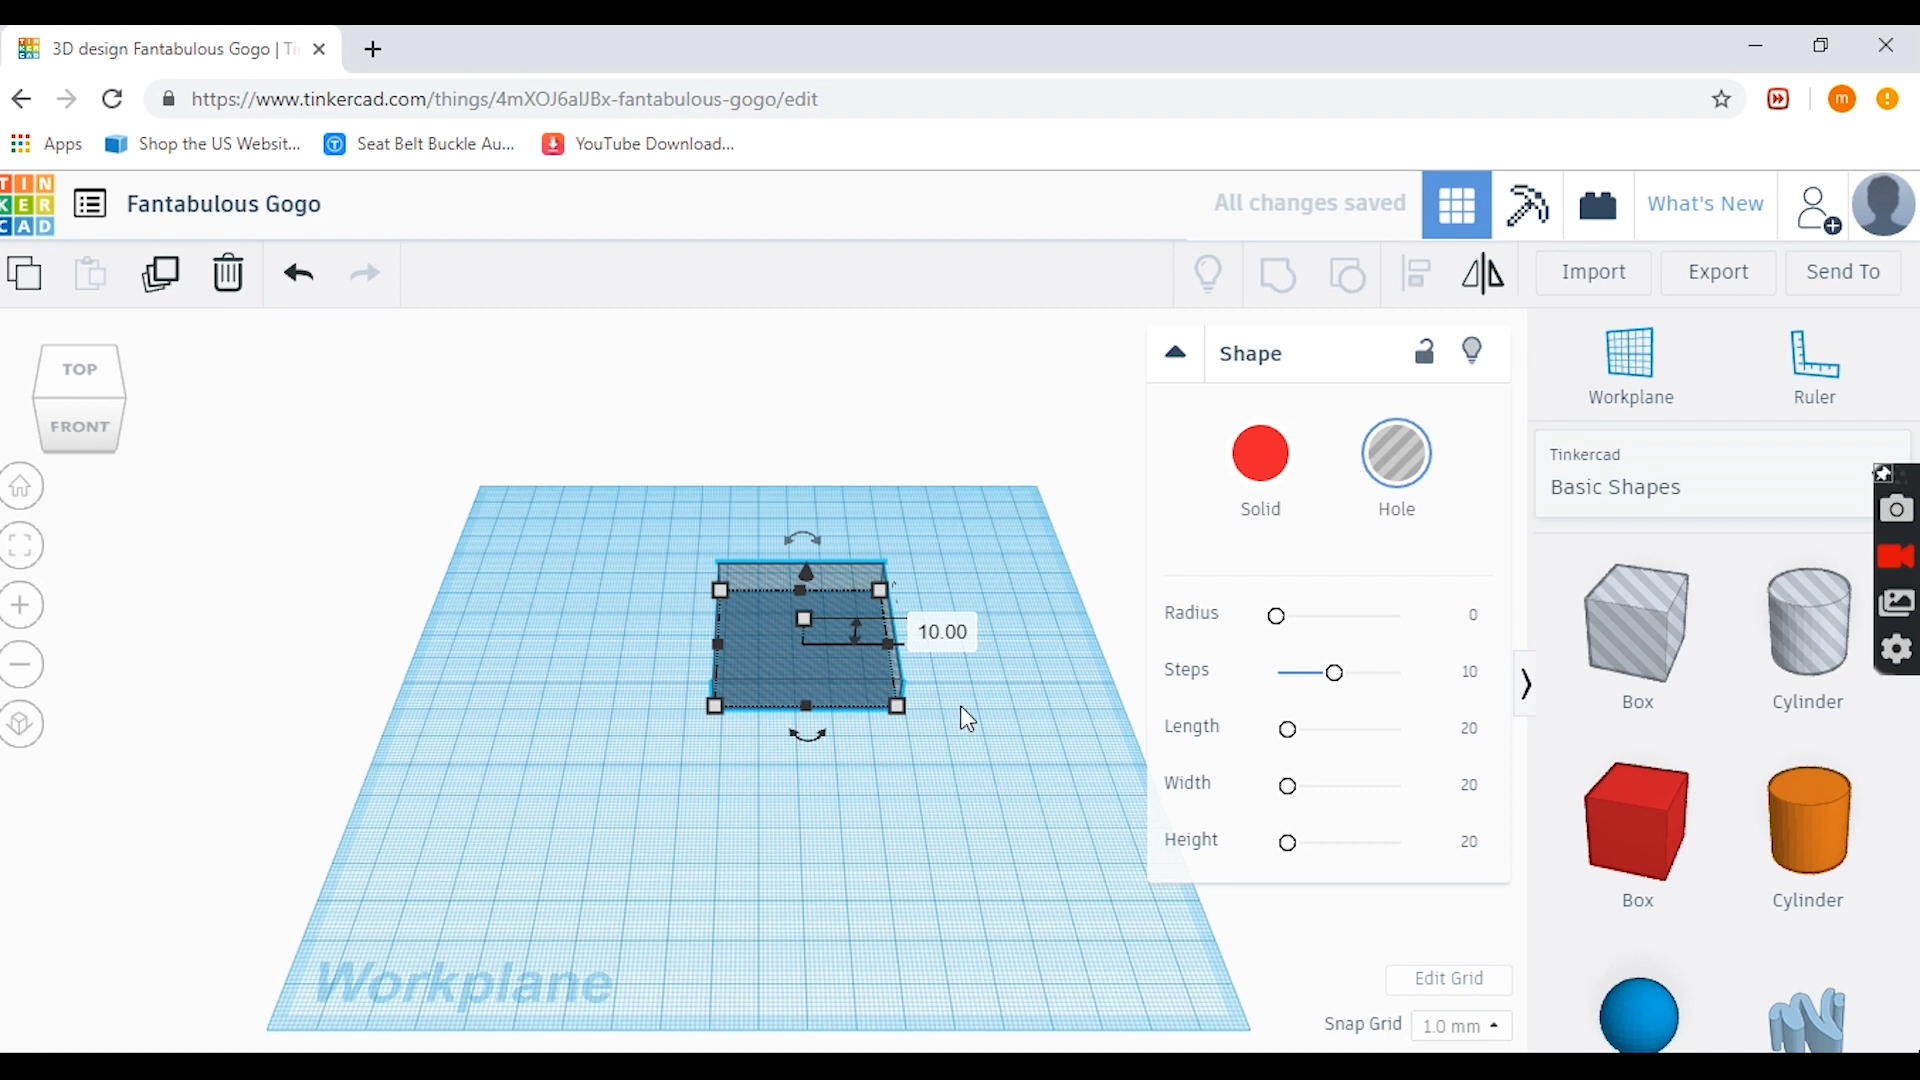 3D design Fantabulous Gogo | Ti
https://www.tinkercad.com/things/4mXOJ6alJBx-fantabulous-gogo/edit
m
Apps Shop the US Websit... Seat Belt Buckle Au... YouTube Download...
TIN
KER
CAD
Fantabulous Gogo
All changes saved
What's New
Import Export Send To
TOP
FRONT
Shape
Workplane Ruler
Solid Hole
Tinkercad
Basic Shapes
10.00
Radius 0
Steps 10
Length 20
Width 20
Height 20
Box Cylinder
Box Cylinder
Workplane
Edit Grid
Snap Grid 1.0 mm